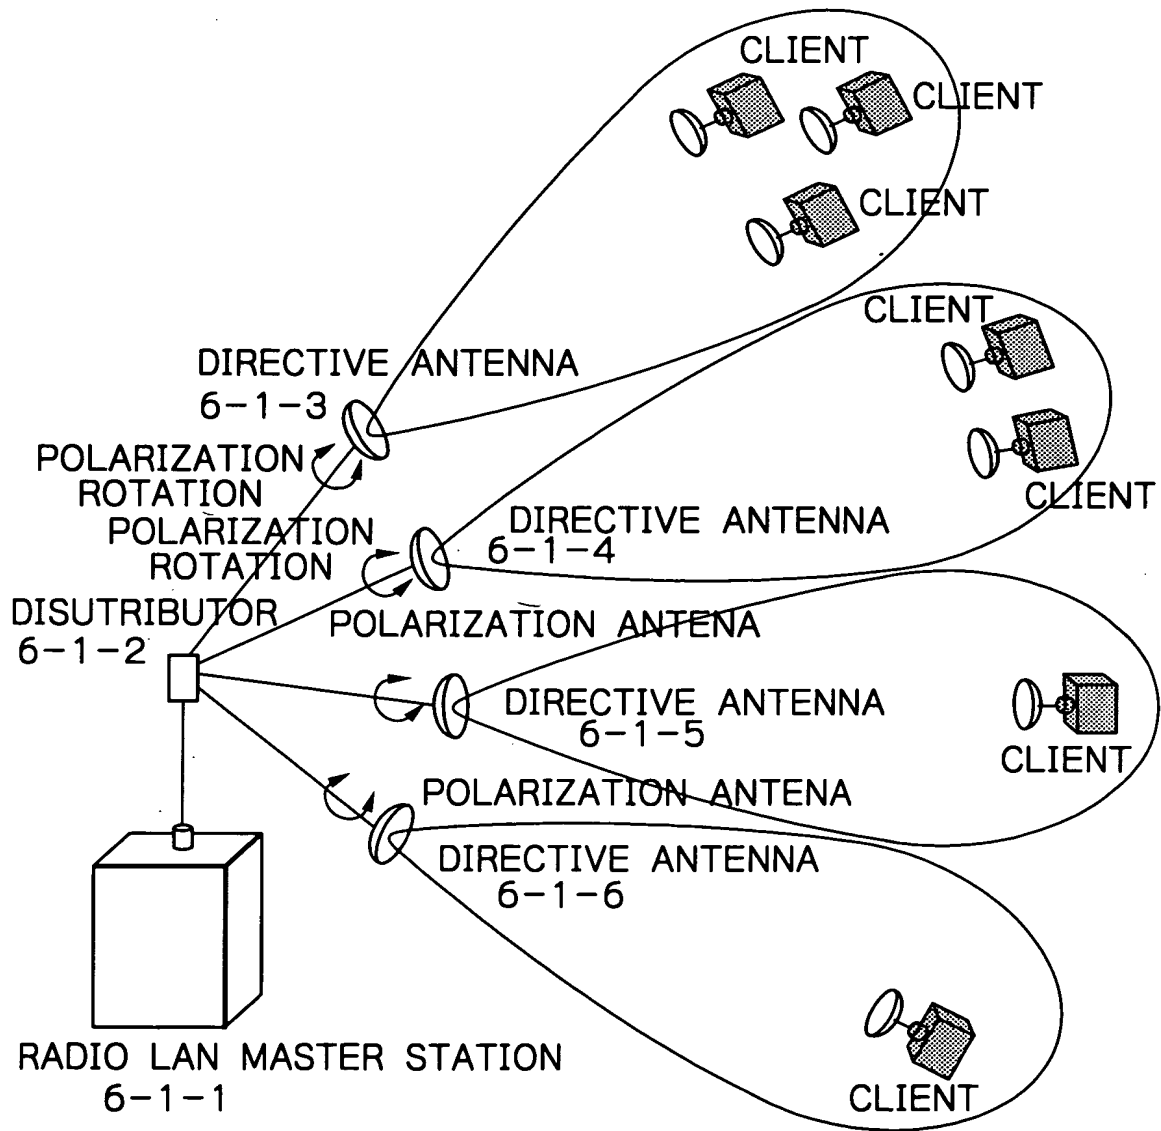 CLIENT
CLIENT
CLIENT
CLIENT
DIRECTIVE ANTENNA
6-1-3
POLARIZATION
ROTATION
CLIENT
DIRECTIVE ANTENNA
6-1-4
POLARIZATION
ROTATION
DISUTRIBUTOR
6-1-2
POLARIZATION ANTENA
DIRECTIVE ANTENNA
6-1-5
CLIENT
POLARIZATION ANTENA
DIRECTIVE ANTENNA
6-1-6
RADIO LAN MASTER STATION
6-1-1
CLIENT